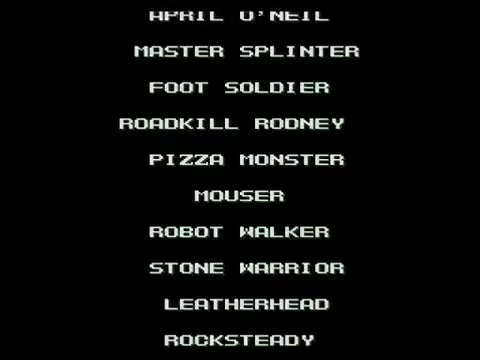 APRIL O'NEIL
MASTER SPLINTER
FOOT SOLDIER
ROADKILL RODNEY
PIZZA MONSTER
MOUSER
ROBOT WALKER
STONE WARRIOR
LEATHERHEAD
ROCKSTEADY